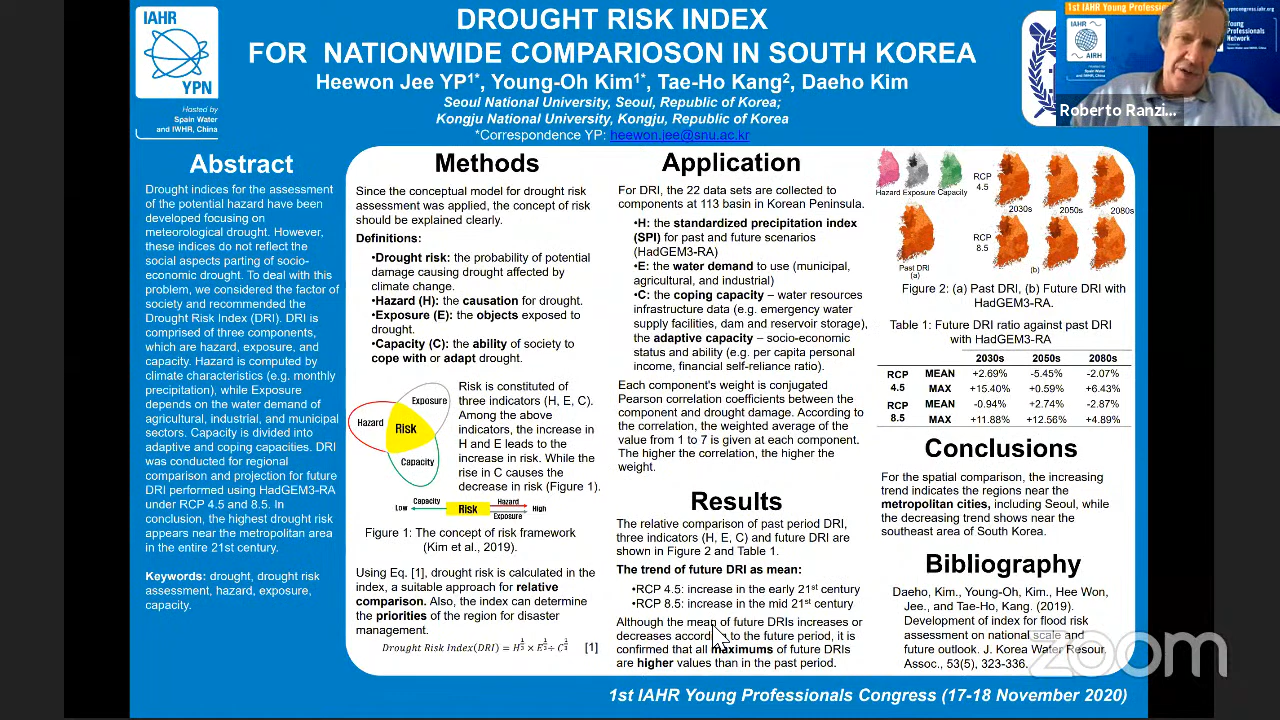 IAHR
YPN
Hosted by
Spain Water
and IWHR, China
DROUGHT RISK INDEX
FOR NATIONWIDE COMPARIOSON IN SOUTH KOREA
Heewon Jee YP1*, Young-Oh Kim1*, Tae-Ho Kang2, Daeho Kim
Seoul National University, Seoul, Republic of Korea;
Kongju National University, Kongju, Republic of Korea
*Correspondence YP: heewon.jee@snu.ac.kr
1st IAHR Young Profession
ypncongress.iahr.org
IAHR
AIRH
Young
Professionals
Network
Roberto Ranzi...
Abstract
Drought indices for the assessment
of the potential hazard have been
developed focusing on
meteorological drought. However,
these indices do not reflect the
social aspects parting of socio-
economic drought. To deal with this
problem, we considered the factor of
society and recommended the
Drought Risk Index (DRI). DRI is
comprised of three components,
which are hazard, exposure, and
capacity. Hazard is computed by
climate characteristics (e.g. monthly
precipitation), while Exposure
depends on the water demand of
agricultural, industrial, and municipal
sectors. Capacity is divided into
adaptive and coping capacities. DRI
was conducted for regional
comparison and projection for future
DRI performed using HadGEM3-RA
under RCP 4.5 and 8.5. In
conclusion, the highest drought risk
appears near the metropolitan area
in the entire 21st century.
Keywords: drought, drought risk
assessment, hazard, exposure,
capacity.
Methods
Since the conceptual model for drought risk
assessment was applied, the concept of risk
should be explained clearly.
Definitions:
•Drought risk: the probability of potential
damage causing drought affected by
climate change.
•Hazard (H): the causation for drought.
•Exposure (E): the objects exposed to
drought.
•Capacity (C): the ability of society to
cope with or adapt drought.
Exposure
Hazard
Risk
Capacity
Risk is constituted of
three indicators (H, E, C).
Among the above
indicators, the increase in
H and E leads to the
increase in risk. While the
rise in C causes the
decrease in risk (Figure 1).
Capacity
Hazard
Low
Risk
High
Exposure
Figure 1: The concept of risk framework
(Kim et al., 2019).
Using Eq. [1], drought risk is calculated in the
index, a suitable approach for relative
comparison. Also, the index can determine
the priorities of the region for disaster
management.
Drought Risk Index(DRI) = H^1/3 × E^1/3 ÷ C^1/3 [1]
Application
For DRI, the 22 data sets are collected to
components at 113 basin in Korean Peninsula.
•H: the standardized precipitation index
(SPI) for past and future scenarios
(HadGEM3-RA)
•E: the water demand to use (municipal,
agricultural, and industrial)
•C: the coping capacity – water resources
infrastructure data (e.g. emergency water
supply facilities, dam and reservoir storage),
the adaptive capacity – socio-economic
status and ability (e.g. per capita personal
income, financial self-reliance ratio).
Each component's weight is conjugated
Pearson correlation coefficients between the
component and drought damage. According to
the correlation, the weighted average of the
value from 1 to 7 is given at each component.
The higher the correlation, the higher the
weight.
Results
The relative comparison of past period DRI,
three indicators (H, E, C) and future DRI are
shown in Figure 2 and Table 1.
The trend of future DRI as mean:
•RCP 4.5: increase in the early 21st century
•RCP 8.5: increase in the mid 21st century
Although the mean of future DRIs increases or
decreases to the future period, it is
confirmed that all maximums of future DRIs
are higher values than in the past period.
Hazard Exposure Capacity
RCP
4.5
2030s 2050s 2080s
RCP
8.5
Past DRI
(a)
(b)
Figure 2: (a) Past DRI, (b) Future DRI with
HadGEM3-RA.
Table 1: Future DRI ratio against past DRI
with HadGEM3-RA
2030s 2050s 2080s
RCP 4.5 MEAN +2.69% -5.45% -2.07%
MAX +15.40% +0.59% +6.43%
RCP 8.5 MEAN -0.94% +2.74% -2.87%
MAX +11.88% +12.56% +4.89%
Conclusions
For the spatial comparison, the increasing
trend indicates the regions near the
metropolitan cities, including Seoul, while
the decreasing trend shows near the
southeast area of South Korea.
Bibliography
Daeho, Kim., Young-Oh, Kim., Hee Won,
Jee., and Tae-Ho, Kang. (2019).
Development of index for flood risk
assessment on national scale and
future outlook. J. Korea Water Resour.
Assoc., 53(5), 323-336.
zoom
1st IAHR Young Professionals Congress (17-18 November 2020)